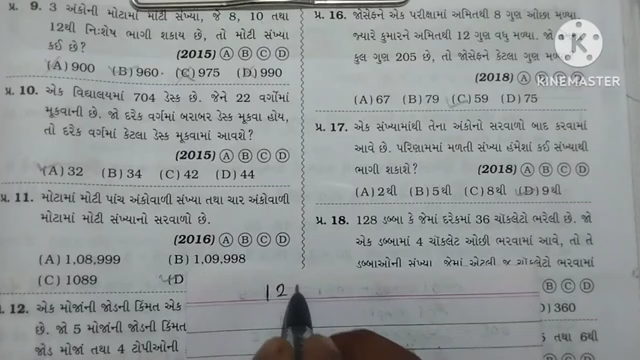 પ્ર. 9. 3 અંકોની મોટામાં મોટી સંખ્યા, જે 8, 10 તથા
12થી નિ:શેષ ભાગી શકાય છે, તો મોટી સંખ્યા
કઈ છે?
(2015) Ⓐ Ⓑ Ⓒ Ⓓ
(A) 900 (B) 960 (C) 975 (D) 990
પ્ર. 10. એક વિદ્યાલયમાં 704 ડેસ્ક છે. જેને 22 વર્ગોમાં
મૂકવાની છે. જો દરેક વર્ગમાં બરાબર ડેસ્ક મૂકવા હોય,
તો દરેક વર્ગમાં કેટલા ડેસ્ક મૂકવામાં આવશે?
(2015) Ⓐ Ⓑ Ⓒ Ⓓ
(A) 32 (B) 34 (C) 42 (D) 44
પ્ર. 11. મોટામાં મોટી પાંચ અંકોવાળી સંખ્યા તથા ચાર અંકોવાળી
મોટામાં મોટી સંખ્યાનો સરવાળો છે.
(2016) Ⓐ Ⓑ Ⓒ Ⓓ
(A) 1,08,999 (B) 1,09,998
(C) 1089 (D
. 12. એક મોજાંની જોડની કિંમત એક
છે. જો 5 મોજાંની જોડની કિંમત
જોડ મોજાં તથા 4 ટોપીઓની
પ્ર. 16. જોસેફને એક પરીક્ષામાં અમિતથી 8 ગુણ ઓછા મળ્યા.
જ્યારે કુમારને અમિતથી 12 ગુણ વધુ મળ્યા. જો
કુલ ગુણ 205 છે, તો જોસેફને કેટલા ગુણ
(2018) Ⓐ Ⓑ Ⓒ Ⓓ
KINEMASTER
(A) 67 (B) 79 (C) 59 (D) 75
પ્ર. 17. એક સંખ્યામાંથી તેના અંકોનો સરવાળો બાદ કરવામાં
આવે છે. પરિણામમાં મળતી સંખ્યા હંમેશાં કઈ સંખ્યાથી
ભાગી શકાશે? (2018) Ⓐ Ⓑ Ⓒ Ⓓ
(A) 2થી (B) 5થી (C) 8થી (D) 9થી
પ્ર. 18. 128 ડબ્બા કે જેમાં દરેકમાં 36 ચૉકલેટો ભરેલી છે. જો
એક ડબ્બામાં 4 ચૉકલેટ ઓછી ભરવામાં આવે, તો તે
ડબ્બાઓની સંખ્યા જેમાં એટલી જ ચૉકલેટો ભરવામાં
Ⓑ Ⓒ Ⓓ
) 360
તથા 6થી
12